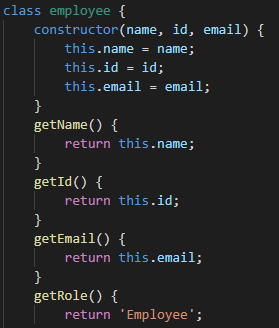 class employee {
    constructor(name, id, email) {
        this.name = name;
        this.id = id;
        this.email = email;
    }
    getName() {
        return this.name;
    }
    getId() {
        return this.id;
    }
    getEmail() {
        return this.email;
    }
    getRole() {
        return 'Employee';